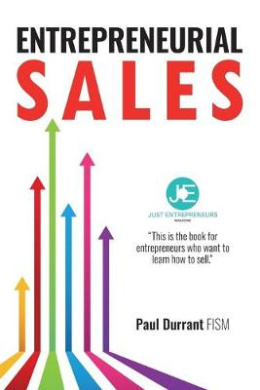 ENTREPRENEURIAL
SALES
JE
JUST ENTREPRENEURS
MAGAZINE
“This is the book for
entrepreneurs who want to
learn how to sell.”
Paul Durrant FISM